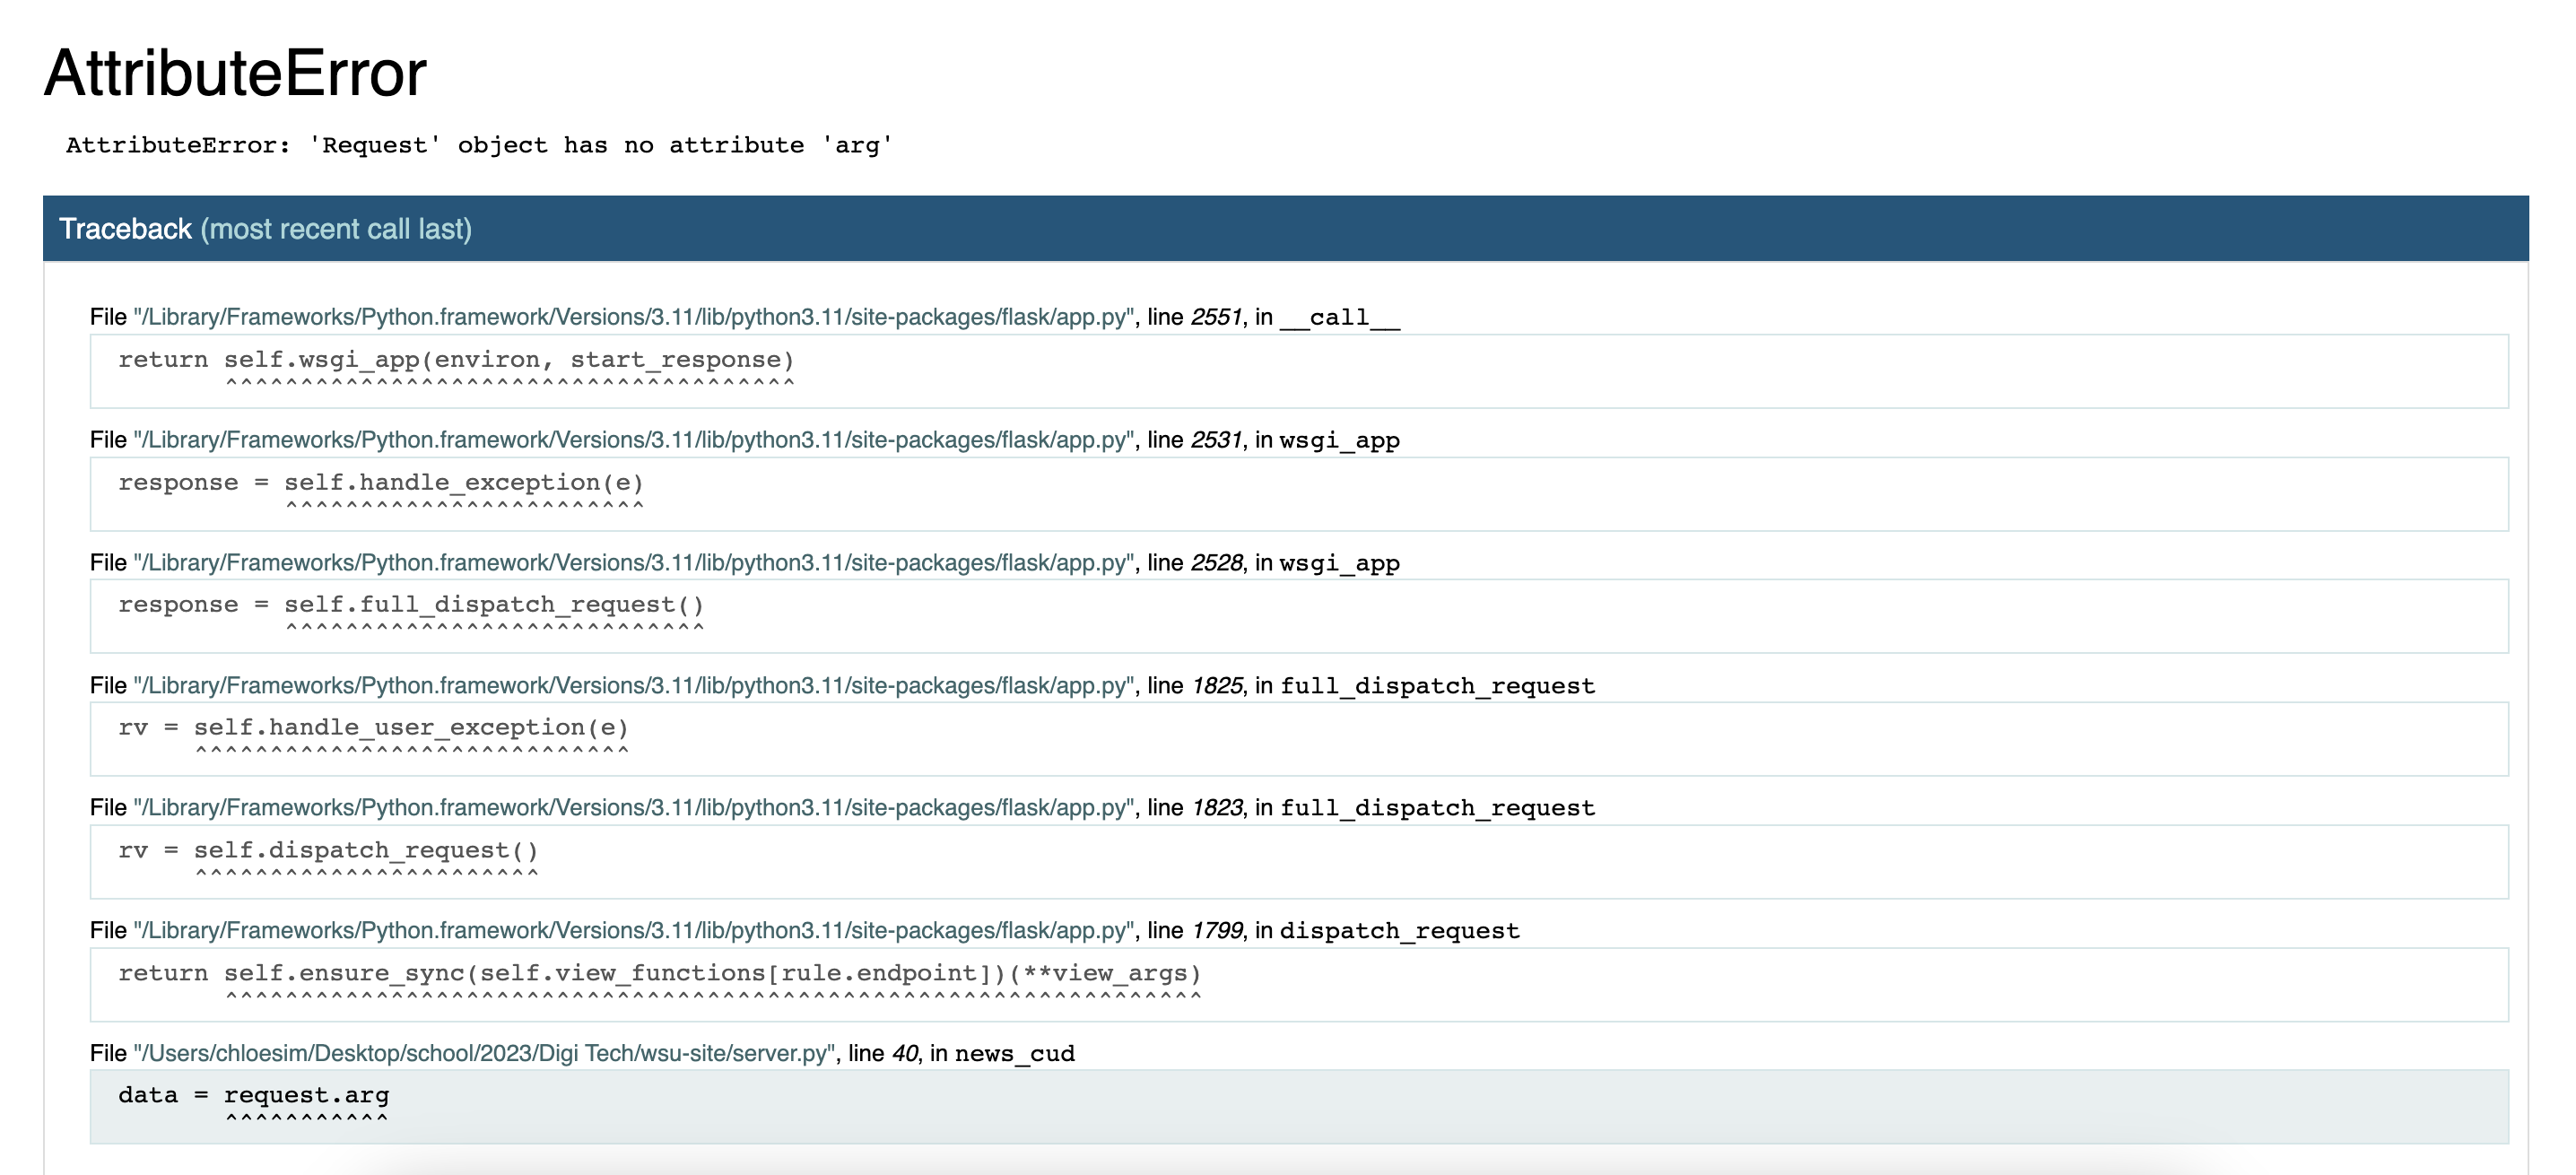 AttributeError
AttributeError: 'Request' object has no attribute 'arg'
Traceback (most recent call last)
File "/Library/Frameworks/Python.framework/Versions/3.11/lib/python3.11/site-packages/flask/app.py", line 2551, in __call__
return self.wsgi_app(environ, start_response)
^^^^^^^^^^^^^^^^^^^^^^^^^^^^^^^^^^^^^^
File "/Library/Frameworks/Python.framework/Versions/3.11/lib/python3.11/site-packages/flask/app.py", line 2531, in wsgi_app
response = self.handle_exception(e)
^^^^^^^^^^^^^^^^^^^^^^^^
File "/Library/Frameworks/Python.framework/Versions/3.11/lib/python3.11/site-packages/flask/app.py", line 2528, in wsgi_app
response = self.full_dispatch_request()
^^^^^^^^^^^^^^^^^^^^^^^^^^^^
File "/Library/Frameworks/Python.framework/Versions/3.11/lib/python3.11/site-packages/flask/app.py", line 1825, in full_dispatch_request
rv = self.handle_user_exception(e)
^^^^^^^^^^^^^^^^^^^^^^^^^^^^^
File "/Library/Frameworks/Python.framework/Versions/3.11/lib/python3.11/site-packages/flask/app.py", line 1823, in full_dispatch_request
rv = self.dispatch_request()
^^^^^^^^^^^^^^^^^^^^^^^
File "/Library/Frameworks/Python.framework/Versions/3.11/lib/python3.11/site-packages/flask/app.py", line 1799, in dispatch_request
return self.ensure_sync(self.view_functions[rule.endpoint])(**view_args)
^^^^^^^^^^^^^^^^^^^^^^^^^^^^^^^^^^^^^^^^^^^^^^^^^^^^^^^^^^^^^^^^^
File "/Users/chloesim/Desktop/school/2023/Digi Tech/wsu-site/server.py", line 40, in news_cud
data = request.arg
^^^^^^^^^^^